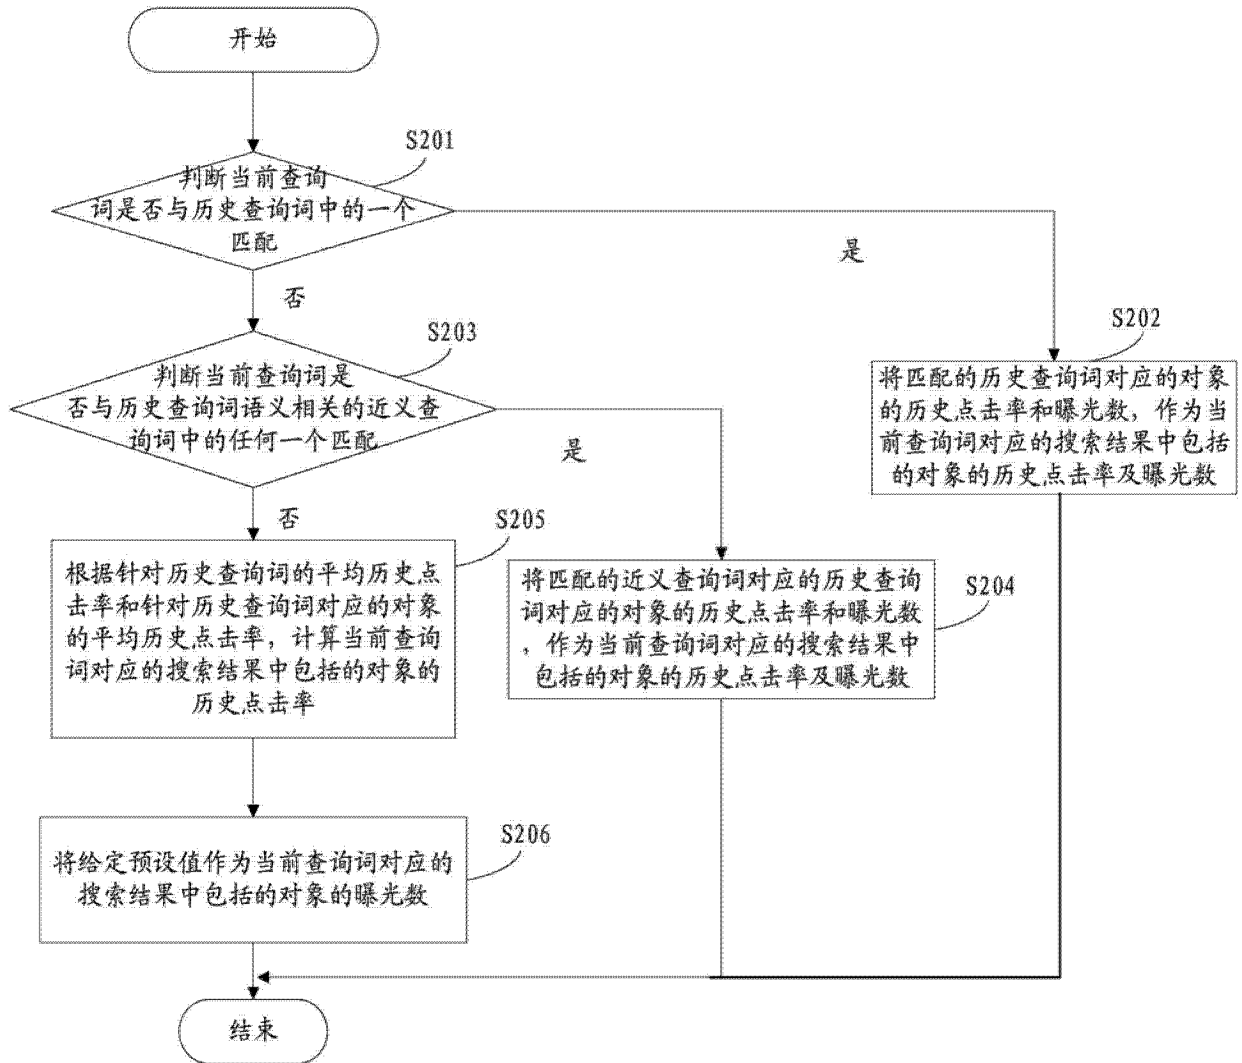 开始
S201
判断当前查询
词是否与历史查询词中的一个
匹配
是
否
S202
将匹配的历史查询词对应的对象
的历史点击率和曝光数，作为当
前查询词对应的搜索结果中包括
的对象的历史点击率及曝光数
S203
判断当前查询词是
否与历史查询词语义相关的近义查
询词中的任何一个匹配
是
否
S204
将匹配的近义查询词对应的历史查询
词对应的对象的历史点击率和曝光数
，作为当前查询词对应的搜索结果中
包括的对象的历史点击率及曝光数
S205
根据针对历史查询词的平均历史点
击率和针对历史查询词对应的对象
的平均历史点击率，计算当前查询
词对应的搜索结果中包括的对象的
历史点击率
S206
将给定预设值作为当前查询词对应的
搜索结果中包括的对象的曝光数
结束